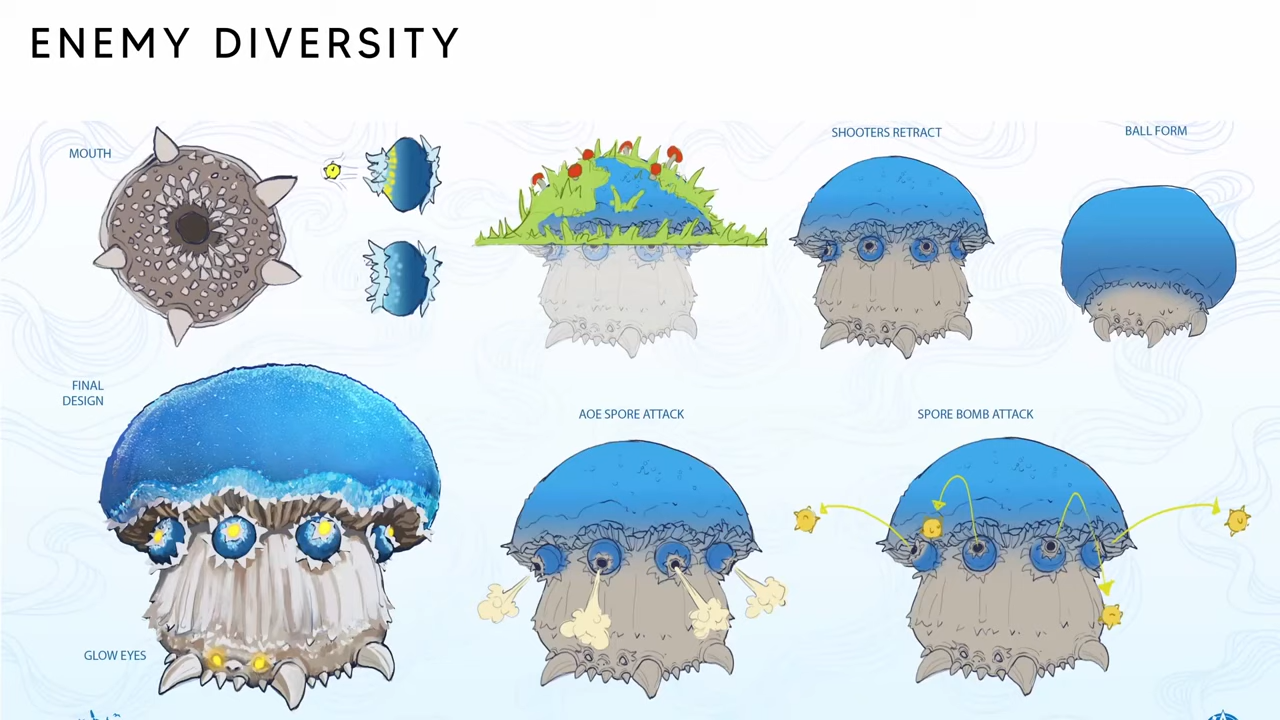 ENEMY DIVERSITY
MOUTH
SHOOTERS RETRACT
BALL FORM
FINAL
DESIGN
AOE SPORE ATTACK
SPORE BOMB ATTACK
GLOW EYES